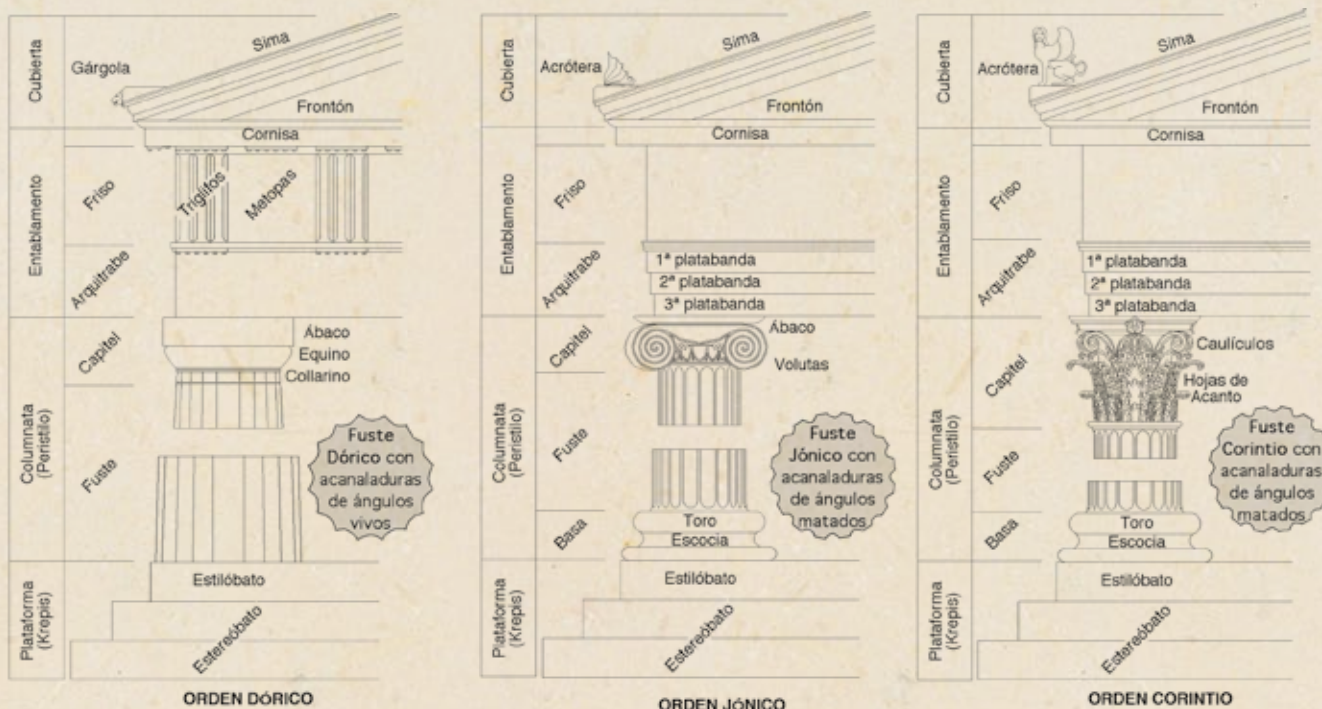 Cubierta
Gárgola
Sima
Frontón
Entablamento
Cornisa
Friso
Triglifos
Metopas
Arquitrabe
Columnata
(Peristilo)
Capitel
Ábaco
Equino
Collarino
Fuste
Fuste
Dórico con
acanaladuras
de ángulos
vivos
Plataforma
(Krepis)
Estilóbato
Estereóbato
ORDEN DÓRICO
Cubierta
Acrótera
Sima
Frontón
Entablamento
Cornisa
Friso
Arquitrabe
1ª platabanda
2ª platabanda
3ª platabanda
Columnata
(Peristilo)
Capitel
Ábaco
Volutas
Fuste
Fuste
Jónico con
acanaladuras
de ángulos
matados
Basa
Toro
Escocia
Plataforma
(Krepis)
Estilóbato
Estereóbato
ORDEN JÓNICO
Cubierta
Acrótera
Sima
Frontón
Entablamento
Cornisa
Friso
Arquitrabe
1ª platabanda
2ª platabanda
3ª platabanda
Columnata
(Peristilo)
Capitel
Caulículos
Hojas de
Acanto
Fuste
Fuste
Corintio con
acanaladuras
de ángulos
matados
Basa
Toro
Escocia
Plataforma
(Krepis)
Estilóbato
Estereóbato
ORDEN CORINTIO